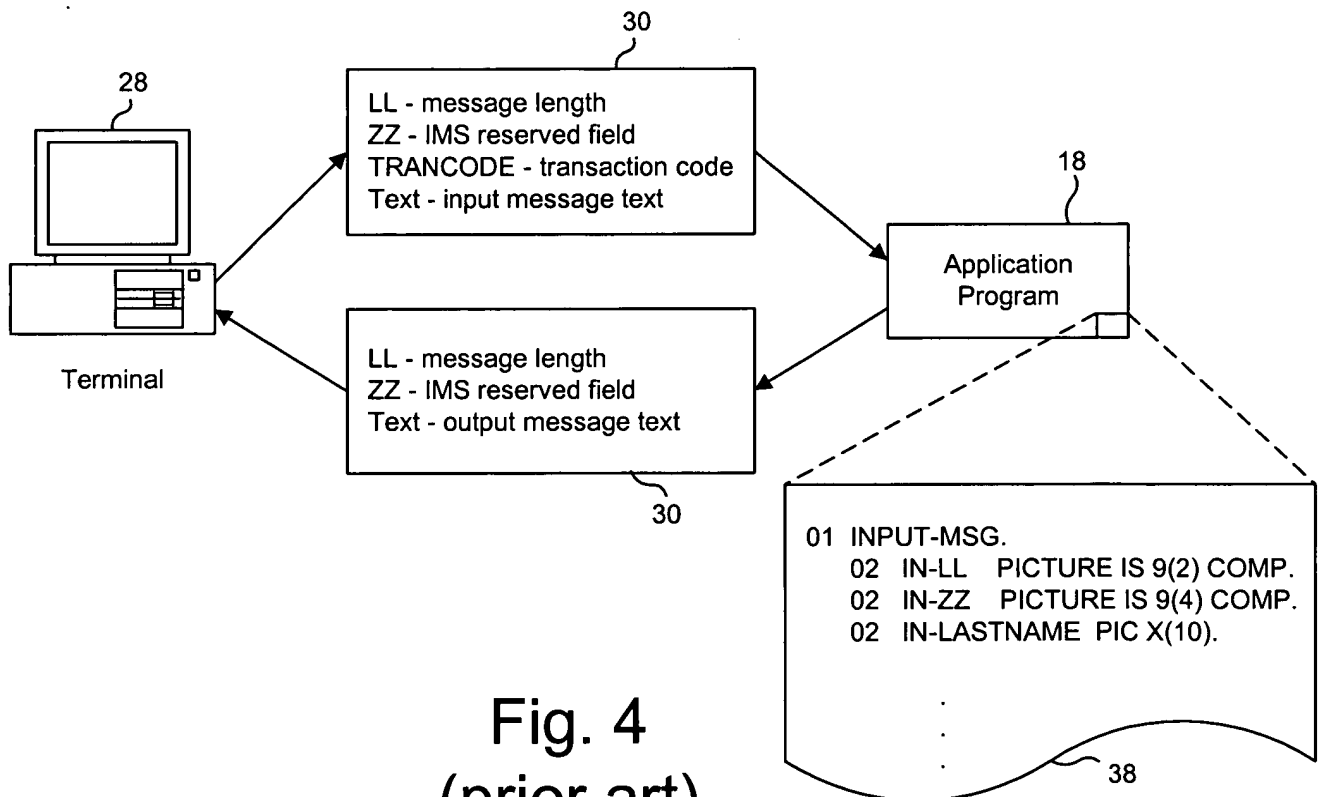 30
28
LL - message length
ZZ - IMS reserved field
TRANCODE - transaction code
Text - input message text
18
Application
Program
Terminal
LL - message length
ZZ - IMS reserved field
Text - output message text
30
01 INPUT-MSG.
02 IN-LL PICTURE IS 9(2) COMP.
02 IN-ZZ PICTURE IS 9(4) COMP.
02 IN-LASTNAME PIC X(10).
.
.
.
38
Fig. 4
(prior art)